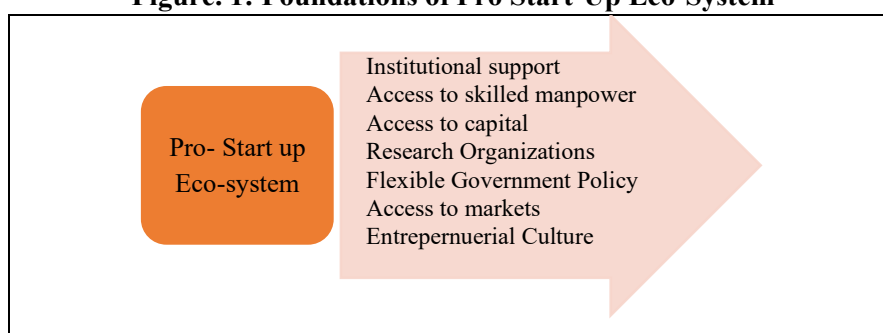 Figure. 1: Foundations of Pro Start-Up Eco-System
Pro- Start up
Eco-system
Institutional support
Access to skilled manpower
Access to capital
Research Organizations
Flexible Government Policy
Access to markets
Entrepernuerial Culture